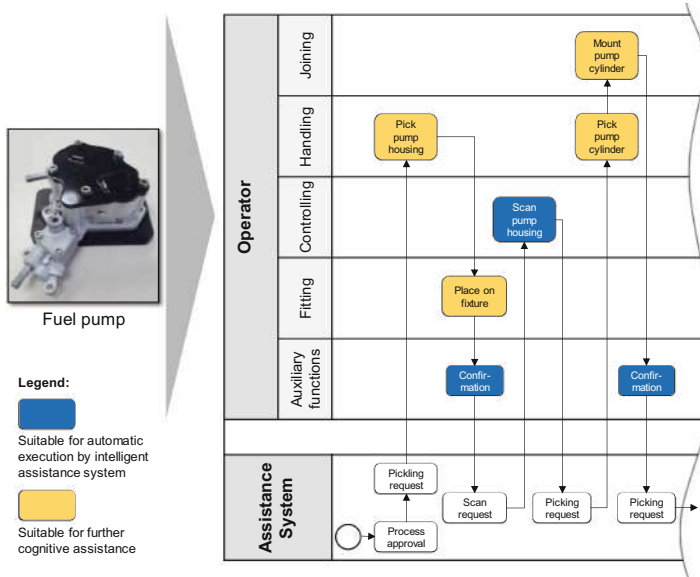 Fuel pump
Legend:
Suitable for automatic
execution by intelligent
assistance system
Suitable for further
cognitive assistance
Operator
Joining
Handling
Controlling
Fitting
Auxiliary
functions
Assistance
System
Mount
pump
cylinder
Pick
pump
housing
Pick
pump
cylinder
Scan
pump
housing
Place on
fixture
Confir-
mation
Confir-
mation
Pickling
request
Process
approval
Scan
request
Picking
request
Picking
request